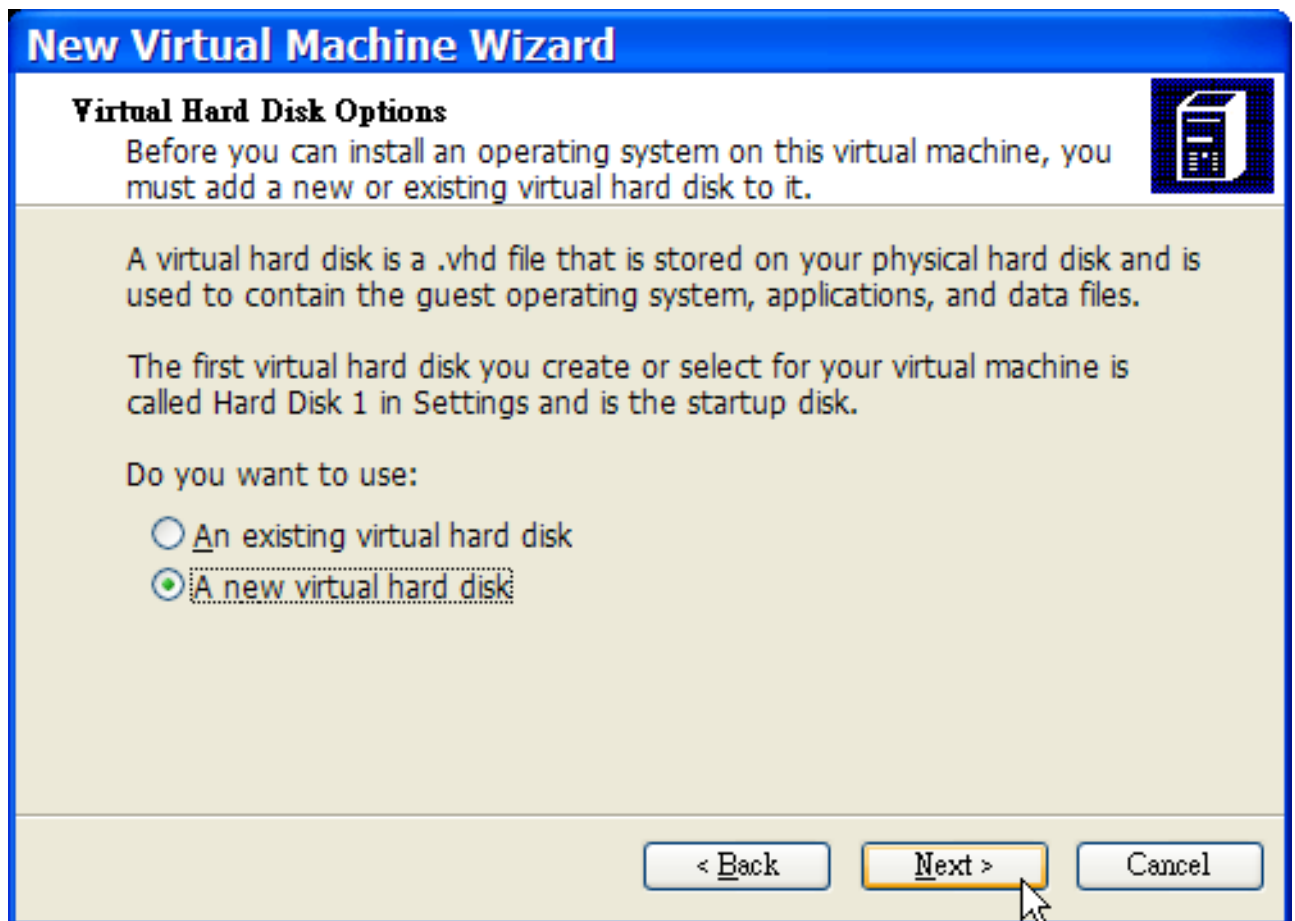 New Virtual Machine Wizard
Virtual Hard Disk Options
Before you can install an operating system on this virtual machine, you
must add a new or existing virtual hard disk to it.
A virtual hard disk is a .vhd file that is stored on your physical hard disk and is
used to contain the guest operating system, applications, and data files.
The first virtual hard disk you create or select for your virtual machine is
called Hard Disk 1 in Settings and is the startup disk.
Do you want to use:
An existing virtual hard disk
A new virtual hard disk
< Back
Next >
Cancel